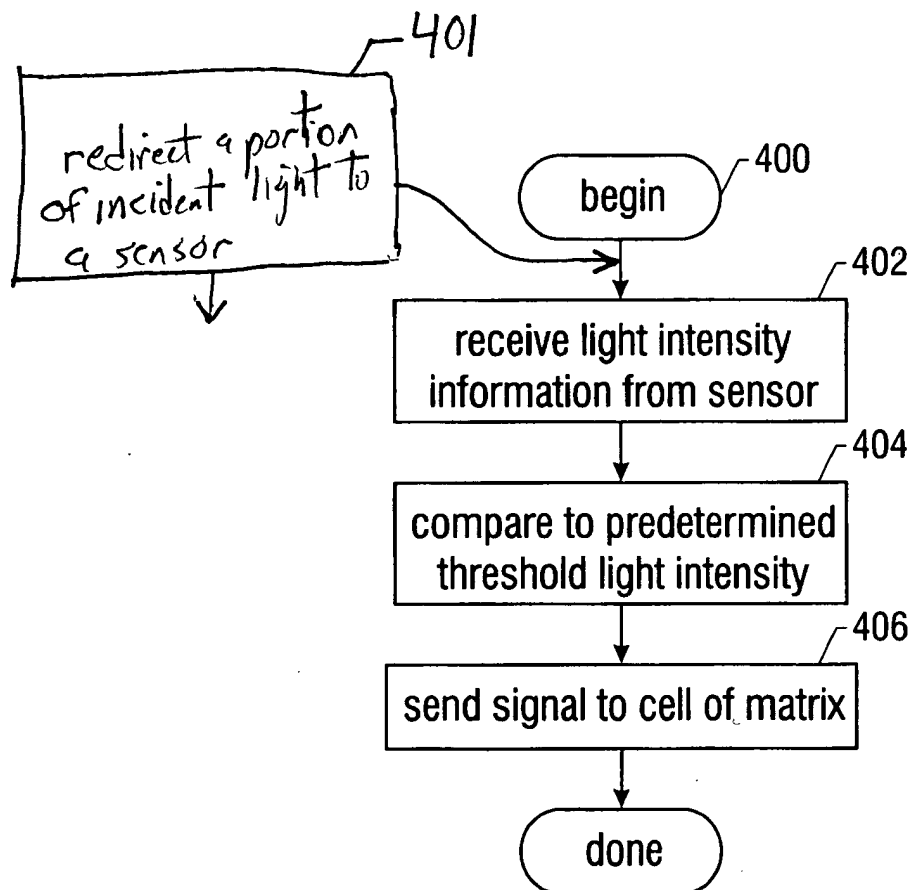 401
redirect a portion
of incident light to
a sensor
400
begin
402
receive light intensity
information from sensor
404
compare to predetermined
threshold light intensity
406
send signal to cell of matrix
done